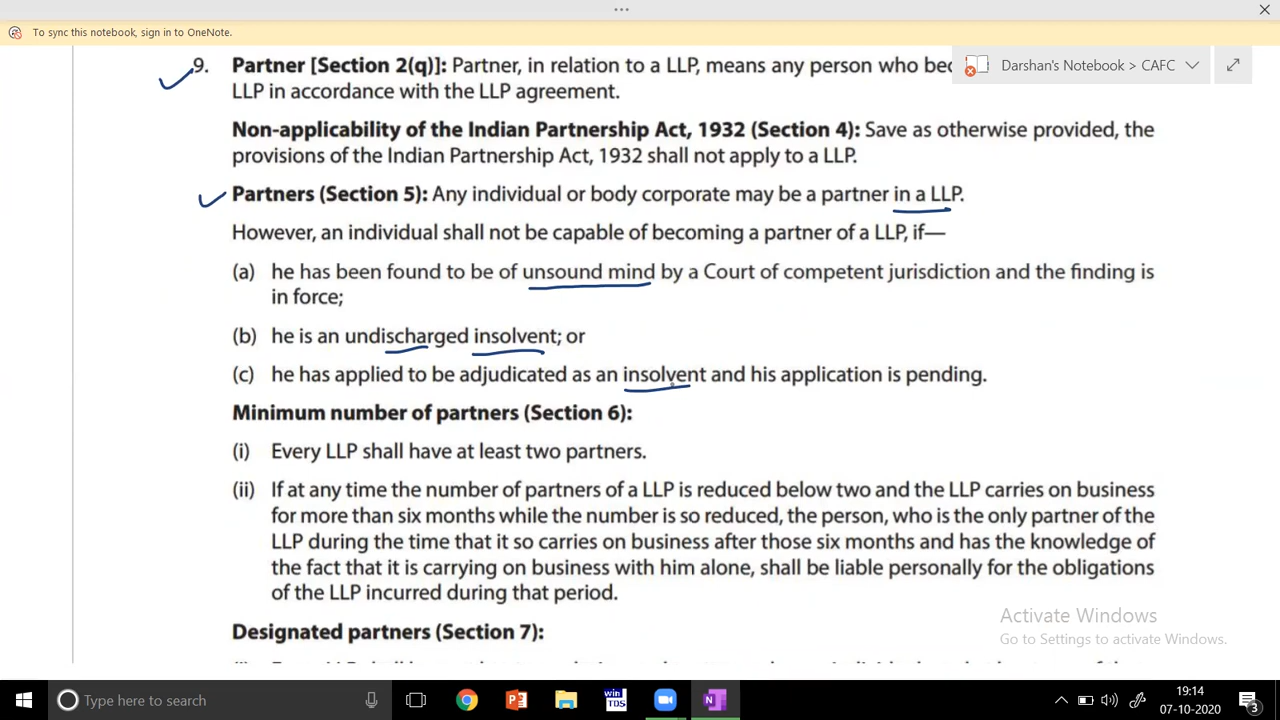 To sync this notebook, sign in to OneNote.
Darshan's Notebook > CAFC
9. Partner [Section 2(q)]: Partner, in relation to a LLP, means any person who
LLP in accordance with the LLP agreement.
Non-applicability of the Indian Partnership Act, 1932 (Section 4): Save as otherwise provided, the
provisions of the Indian Partnership Act, 1932 shall not apply to a LLP.
Partners (Section 5): Any individual or body corporate may be a partner in a LLP.
However, an individual shall not be capable of becoming a partner of a LLP, if—
(a) he has been found to be of unsound mind by a Court of competent jurisdiction and the finding is
in force;
(b) he is an undischarged insolvent; or
(c) he has applied to be adjudicated as an insolvent and his application is pending.
Minimum number of partners (Section 6):
(i) Every LLP shall have at least two partners.
(ii) If at any time the number of partners of a LLP is reduced below two and the LLP carries on business
for more than six months while the number is so reduced, the person, who is the only partner of the
LLP during the time that it so carries on business after those six months and has the knowledge of
the fact that it is carrying on business with him alone, shall be liable personally for the obligations
of the LLP incurred during that period.
Designated partners (Section 7):
Activate Windows
Go to Settings to activate Windows.
Type here to search
win
TDS
19:14
07-10-2020
3